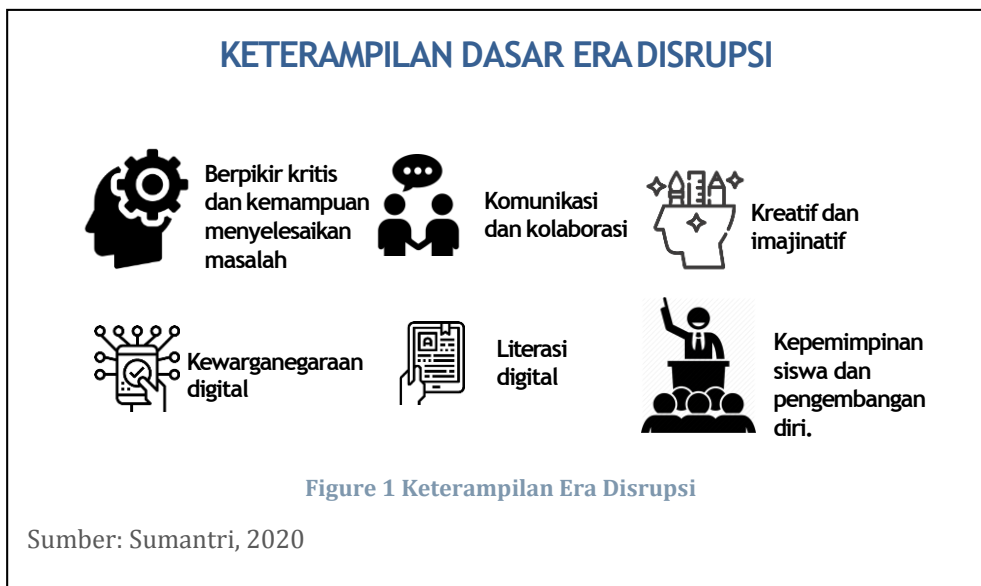 KETERAMPILAN DASAR ERA DISRUPSI
Berpikir kritis
dan kemampuan
menyelesaikan
masalah
Komunikasi
dan kolaborasi
Kreatif dan
imajinatif
Kewarganegaraan
digital
Literasi
digital
Kepemimpinan
siswa dan
pengembangan
diri.
Figure 1 Keterampilan Era Disrupsi
Sumber: Sumantri, 2020